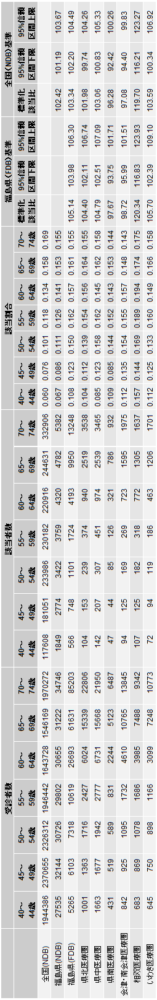 受診者数 該当者数 該当割合 福島県(FDB)基準 全国(NDB)基準
40～44歳 45～49歳 50～54歳 55～59歳 60～64歳 65～69歳 70～74歳 40～44歳 45～49歳 50～54歳 55～59歳 60～64歳 65～69歳 70～74歳 40～44歳 45～49歳 50～54歳 55～59歳 60～64歳 65～69歳 70～74歳 標準化該当比 95%信頼区間下限 95%信頼区間上限 標準化該当比 95%信頼区間下限 95%信頼区間上限
全国(NDB) 1944386 2370655 2326312 1946442 1643728 1546169 1970272 117608 181051 233986 230182 220916 244631 332906 0.060 0.076 0.101 0.118 0.134 0.158 0.169
福島県(NDB) 27535 32144 30726 29802 30655 31222 34746 1849 2774 3422 3759 4320 4782 5382 0.067 0.086 0.111 0.126 0.141 0.153 0.155 102.42 101.19 103.67
福島県(FDB) 5265 6103 7318 10619 26693 61631 85203 566 748 1101 1724 4193 9950 13248 0.108 0.123 0.150 0.162 0.157 0.161 0.155 105.14 103.98 106.30 103.34 102.20 104.49
県北医療圏 1001 1363 1716 2427 6024 15339 22806 104 153 239 374 940 2519 3538 0.104 0.112 0.139 0.154 0.156 0.164 0.155 104.40 102.11 106.74 101.98 99.74 104.26
県中医療圏 1663 1677 1942 2777 6731 15668 21950 142 207 307 451 974 2539 3465 0.085 0.123 0.158 0.162 0.145 0.162 0.158 104.79 102.51 107.09 103.06 100.83 105.33
県南医療圏 431 519 589 831 2244 5123 6487 47 44 85 126 321 786 932 0.109 0.085 0.144 0.152 0.143 0.153 0.144 97.67 93.75 101.71 96.28 92.42 100.26
会津・南会津医療圏 842 925 1095 1732 4610 10765 13845 94 125 169 269 723 1595 1975 0.112 0.135 0.154 0.155 0.157 0.148 0.143 98.72 95.99 101.51 97.08 94.40 99.83
相双医療圏 683 869 1078 1686 3985 7488 9342 107 125 182 318 772 1305 1637 0.157 0.144 0.169 0.189 0.194 0.174 0.175 120.34 116.83 123.93 119.70 116.21 123.27
いわき医療圏 645 750 898 1166 3099 7248 10773 72 94 119 186 463 1206 1701 0.112 0.125 0.133 0.160 0.149 0.166 0.158 105.70 102.39 109.10 103.59 100.34 106.92